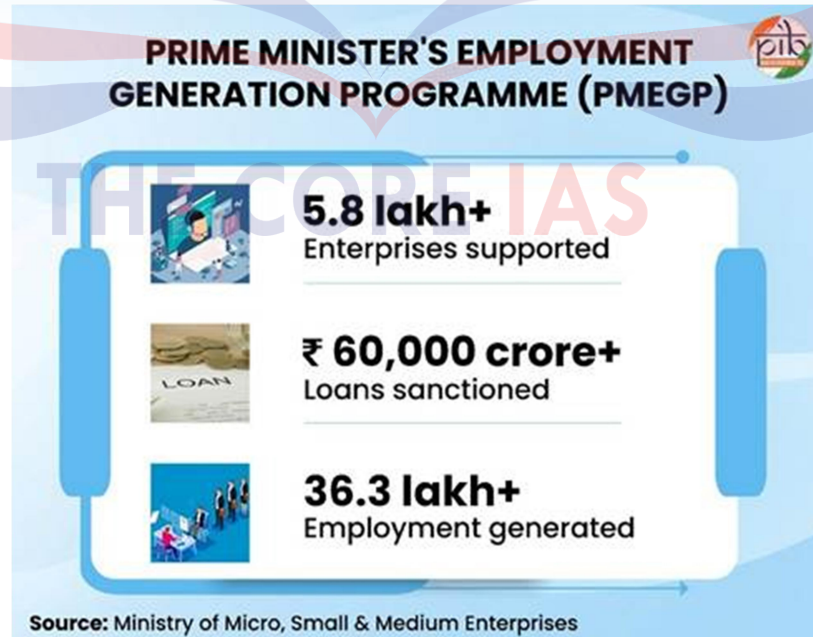 PRIME MINISTER'S EMPLOYMENT
GENERATION PROGRAMME (PMEGP)
pib
THE CORE IAS
5.8 lakh+
Enterprises supported
₹ 60,000 crore+
LOAN
Loans sanctioned
36.3 lakh+
Employment generated
Source: Ministry of Micro, Small & Medium Enterprises